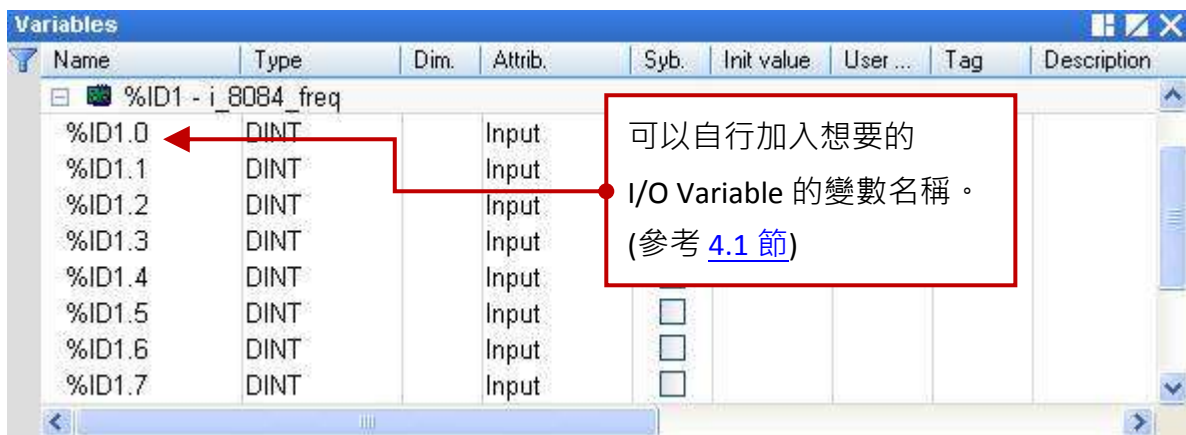 Variables
Name Type Dim. Attrib. Syb. Init value User ... Tag Description
%ID1 - i_8084_freq
%ID1.0 DINT Input
%ID1.1 DINT Input
%ID1.2 DINT Input
%ID1.3 DINT Input
%ID1.4 DINT Input
%ID1.5 DINT Input
%ID1.6 DINT Input
%ID1.7 DINT Input
可以自行加入想要的
I/O Variable 的變數名稱。
(參考 4.1 節)